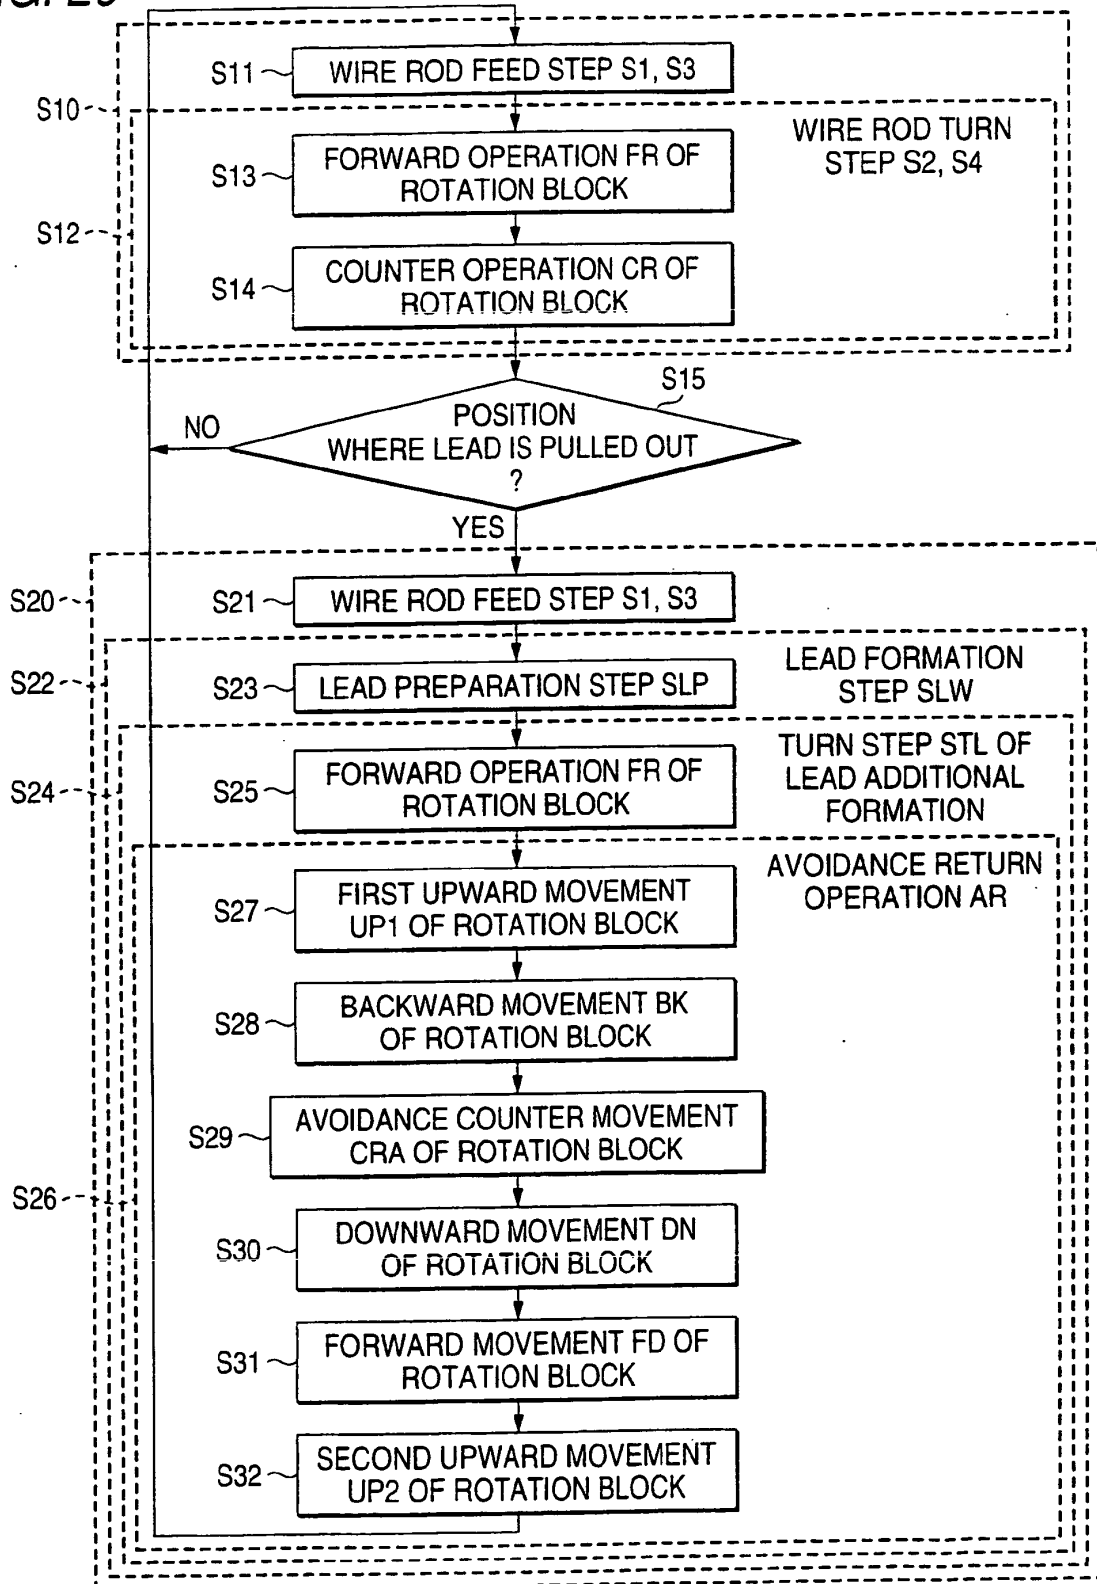 S11
WIRE ROD FEED STEP S1, S3
S10
WIRE ROD TURN
STEP S2, S4
S13
FORWARD OPERATION FR OF
ROTATION BLOCK
S12
S14
COUNTER OPERATION CR OF
ROTATION BLOCK
S15
POSITION
WHERE LEAD IS PULLED OUT
?
NO
YES
S20
S21
WIRE ROD FEED STEP S1, S3
S22
LEAD FORMATION
STEP SLW
S23
LEAD PREPARATION STEP SLP
S24
TURN STEP STL OF
LEAD ADDITIONAL
FORMATION
S25
FORWARD OPERATION FR OF
ROTATION BLOCK
AVOIDANCE RETURN
OPERATION AR
S27
FIRST UPWARD MOVEMENT
UP1 OF ROTATION BLOCK
S28
BACKWARD MOVEMENT BK
OF ROTATION BLOCK
S29
AVOIDANCE COUNTER MOVEMENT
CRA OF ROTATION BLOCK
S26
S30
DOWNWARD MOVEMENT DN
OF ROTATION BLOCK
S31
FORWARD MOVEMENT FD OF
ROTATION BLOCK
S32
SECOND UPWARD MOVEMENT
UP2 OF ROTATION BLOCK